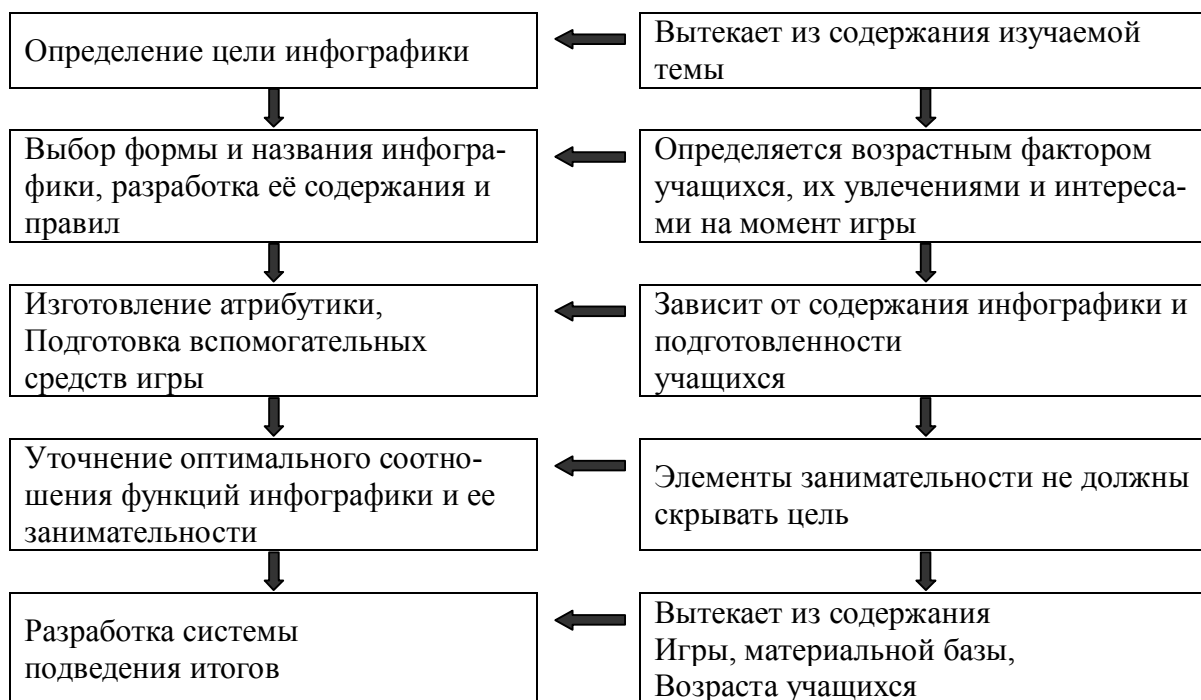 Определение цели инфографики
Вытекает из содержания изучаемой
темы
Выбор формы и названия инфогра-
фики, разработка её содержания и
правил
Определяется возрастным фактором
учащихся, их увлечениями и интереса-
ми на момент игры
Изготовление атрибутики,
Подготовка вспомогательных
средств игры
Зависит от содержания инфографики и
подготовленности
учащихся
Уточнение оптимального соотно-
шения функций инфографики и ее
занимательности
Элементы занимательности не должны
скрывать цель
Разработка системы
подведения итогов
Вытекает из содержания
Игры, материальной базы,
Возраста учащихся